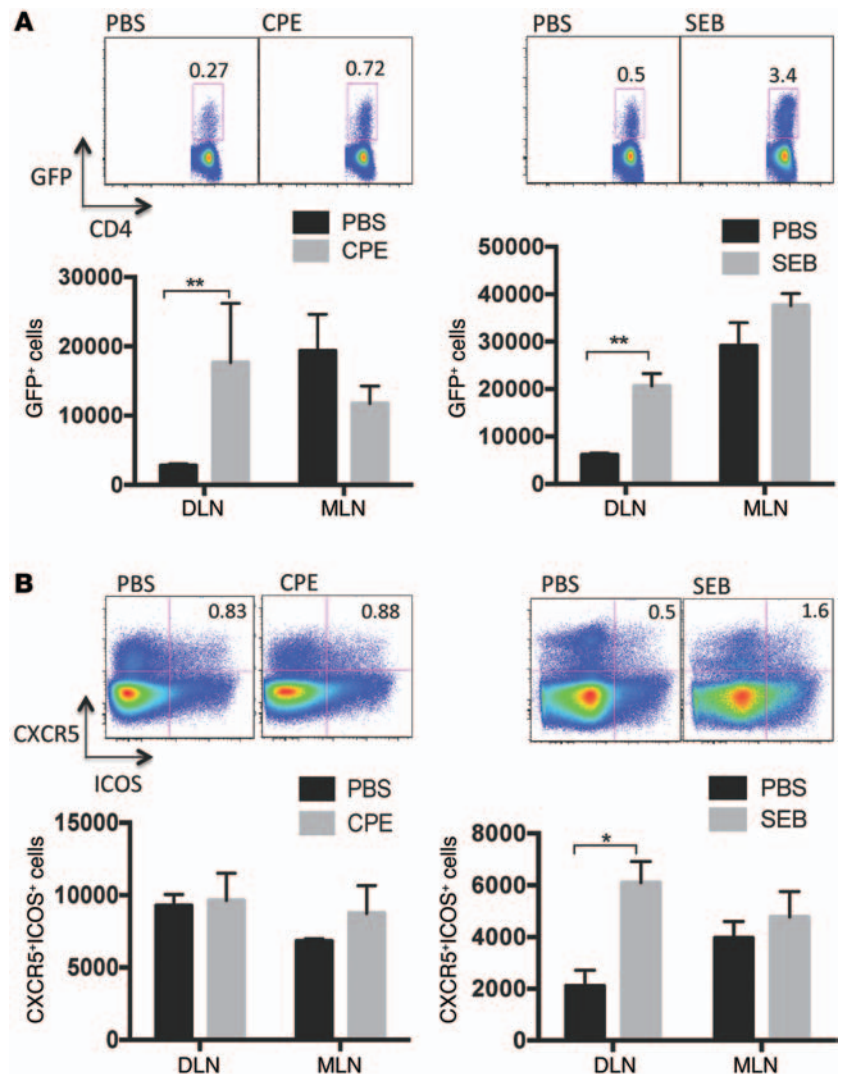 A
PBS CPE
0.27 0.72
GFP
CD4
PBS
CPE
30000
20000
10000
0
GFP⁺ cells
**
DLN MLN
PBS SEB
0.5 3.4
PBS
SEB
50000
40000
30000
20000
10000
0
GFP⁺ cells
**
DLN MLN
B
PBS CPE
0.83 0.88
CXCR5
ICOS
PBS
CPE
15000
10000
5000
0
CXCR5⁺ICOS⁺ cells
DLN MLN
PBS SEB
0.5 1.6
PBS
SEB
8000
6000
4000
2000
0
CXCR5⁺ICOS⁺ cells
*
DLN MLN